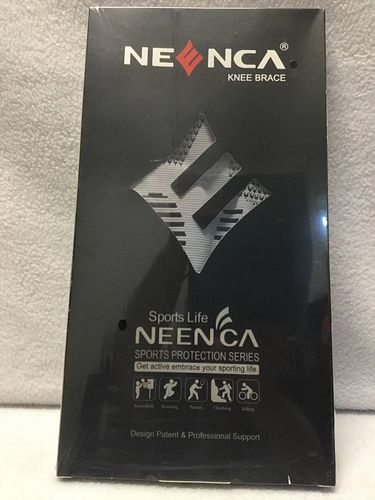 NEENCA®
KNEE BRACE
Sports Life
NEENCA
SPORTS PROTECTION SERIES
Get active embrace your sporting life
Basketball Running Tennis Climbing Riding
Design Patent & Professional Support